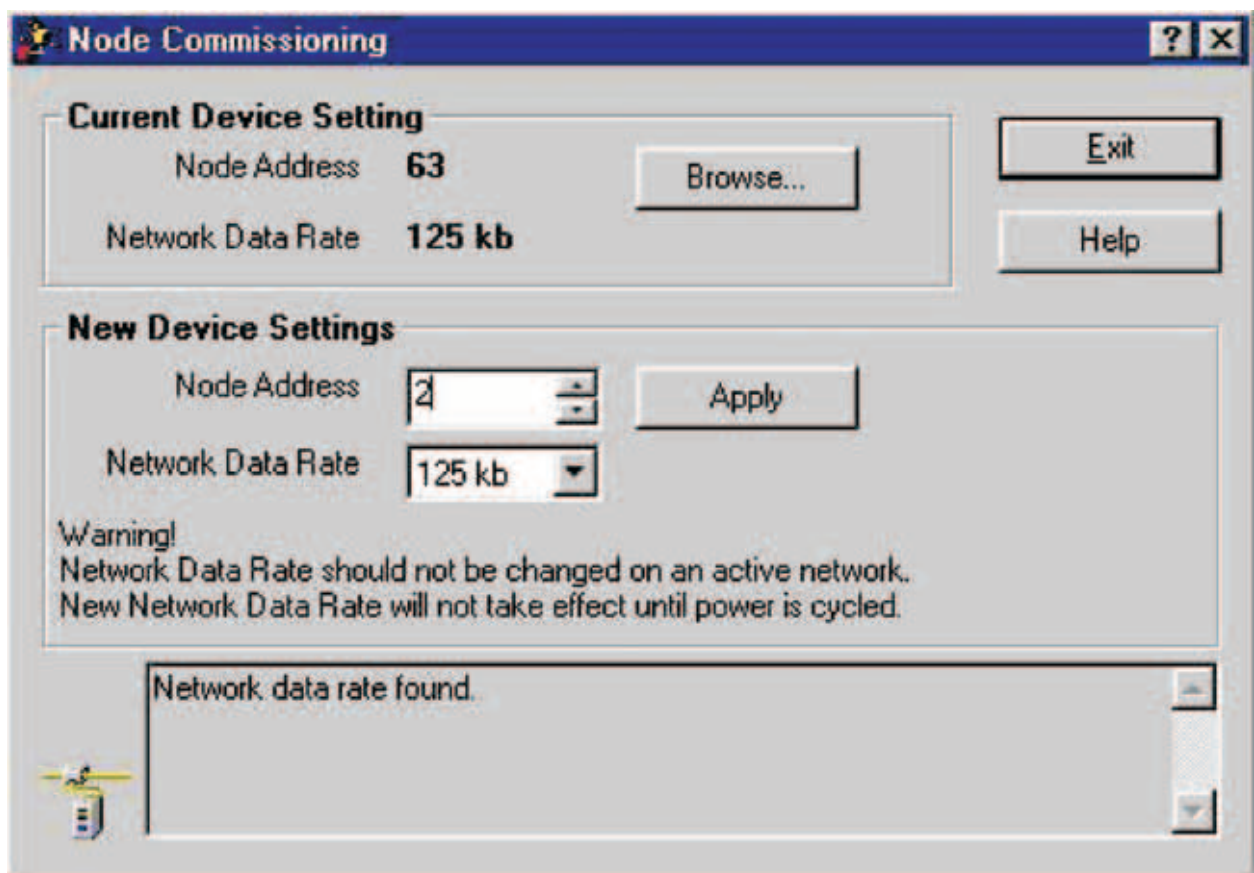 Node Commissioning
Current Device Setting
Node Address 63
Browse...
Exit
Network Data Rate 125 kb
Help
New Device Settings
Node Address 2
Apply
Network Data Rate 125 kb
Warning!
Network Data Rate should not be changed on an active network.
New Network Data Rate will not take effect until power is cycled.
Network data rate found.